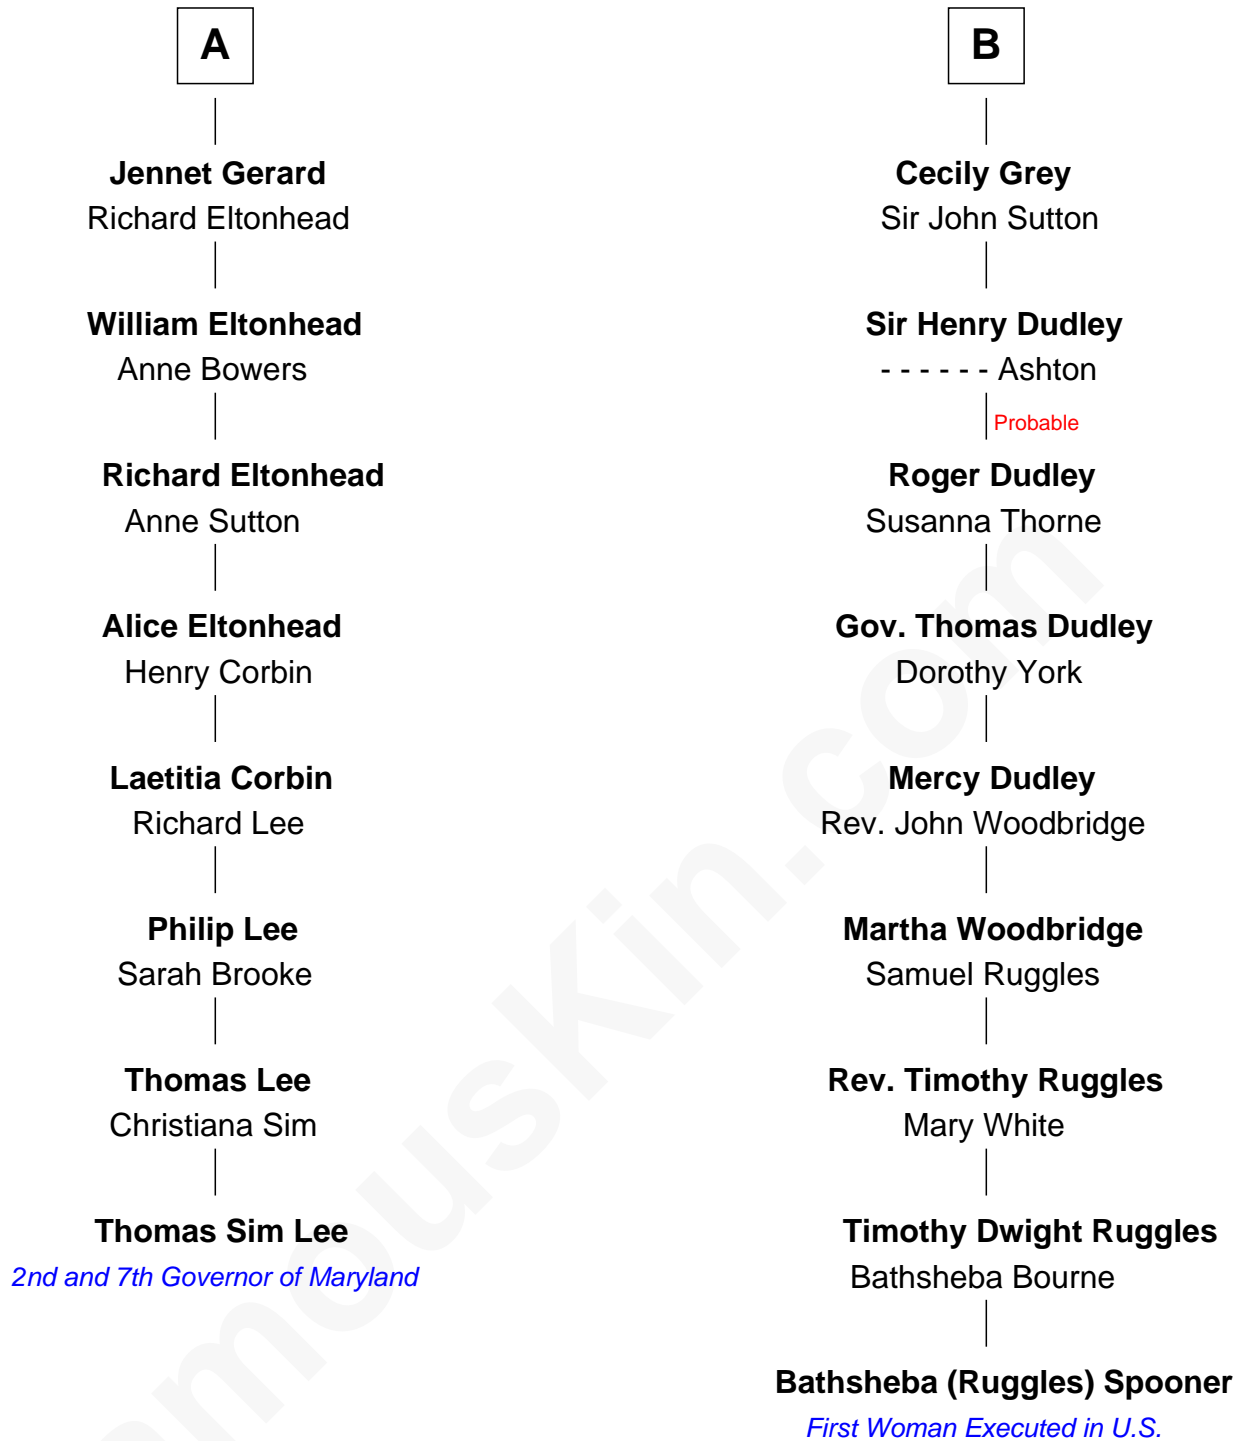 A
Jennet Gerard
Richard Eltonhead
William Eltonhead
Anne Bowers
Richard Eltonhead
Anne Sutton
Alice Eltonhead
Henry Corbin
Laetitia Corbin
Richard Lee
Philip Lee
Sarah Brooke
Thomas Lee
Christiana Sim
Thomas Sim Lee
2nd and 7th Governor of Maryland
B
Cecily Grey
Sir John Sutton
Sir Henry Dudley
- - - - - - Ashton
Probable
Roger Dudley
Susanna Thorne
Gov. Thomas Dudley
Dorothy York
Mercy Dudley
Rev. John Woodbridge
Martha Woodbridge
Samuel Ruggles
Rev. Timothy Ruggles
Mary White
Timothy Dwight Ruggles
Bathsheba Bourne
Bathsheba (Ruggles) Spooner
First Woman Executed in U.S.
amouskin.com